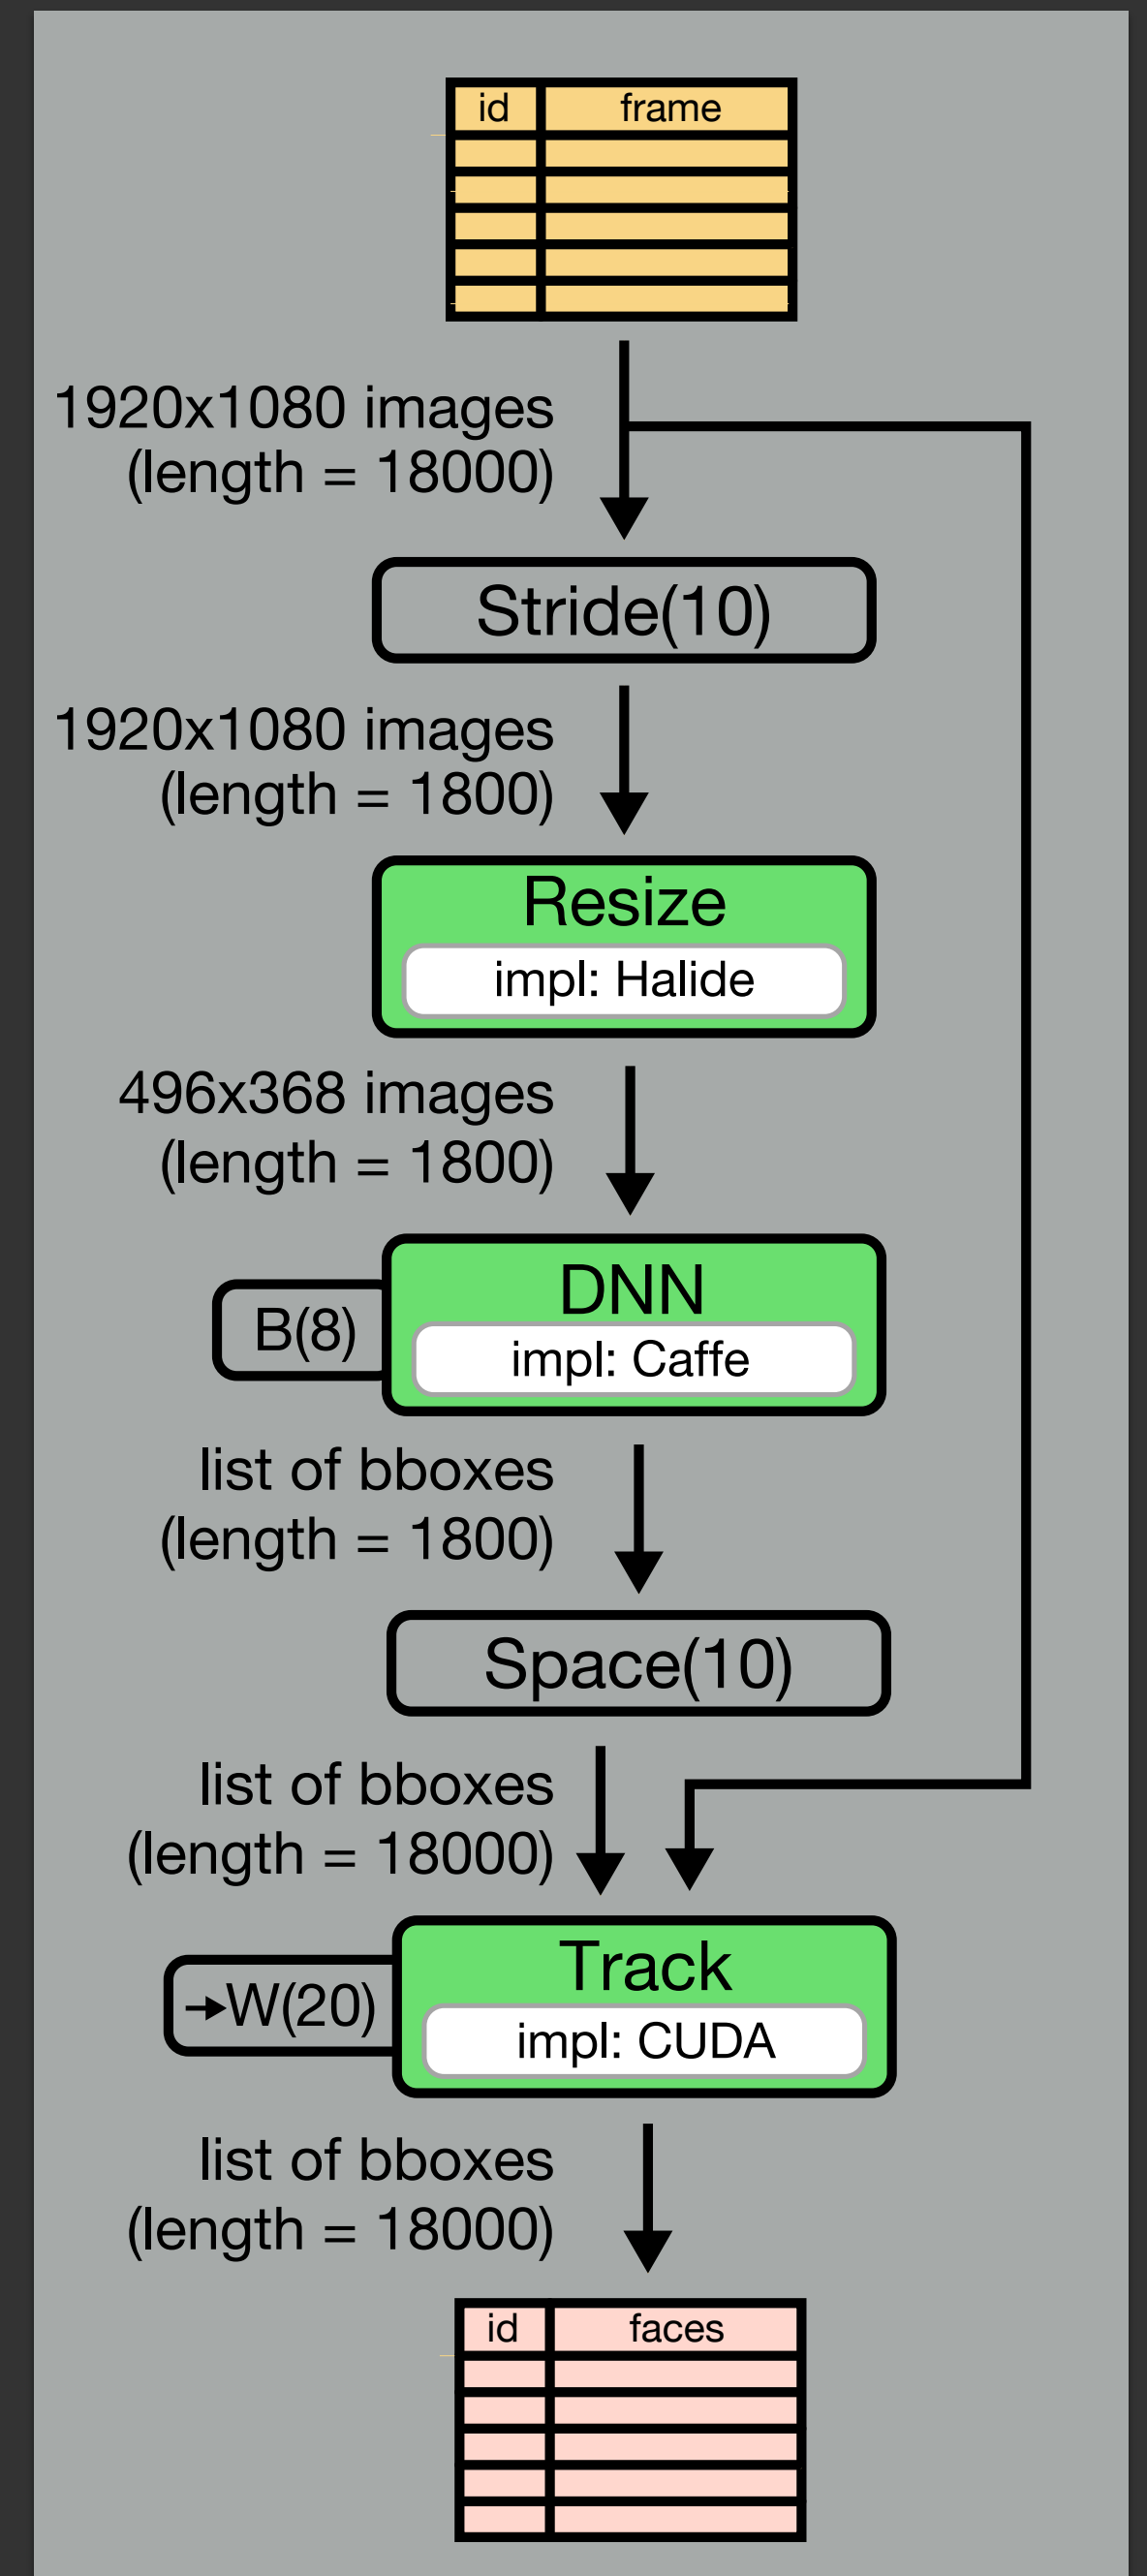 id frame
1920x1080 images
(length = 18000)
Stride(10)
1920x1080 images
(length = 1800)
Resize
impl: Halide
496x368 images
(length = 1800)
DNN
B(8)
impl: Caffe
list of bboxes
(length = 1800)
Space(10)
list of bboxes
(length = 18000)
Track
→W(20)
impl: CUDA
list of bboxes
(length = 18000)
id faces